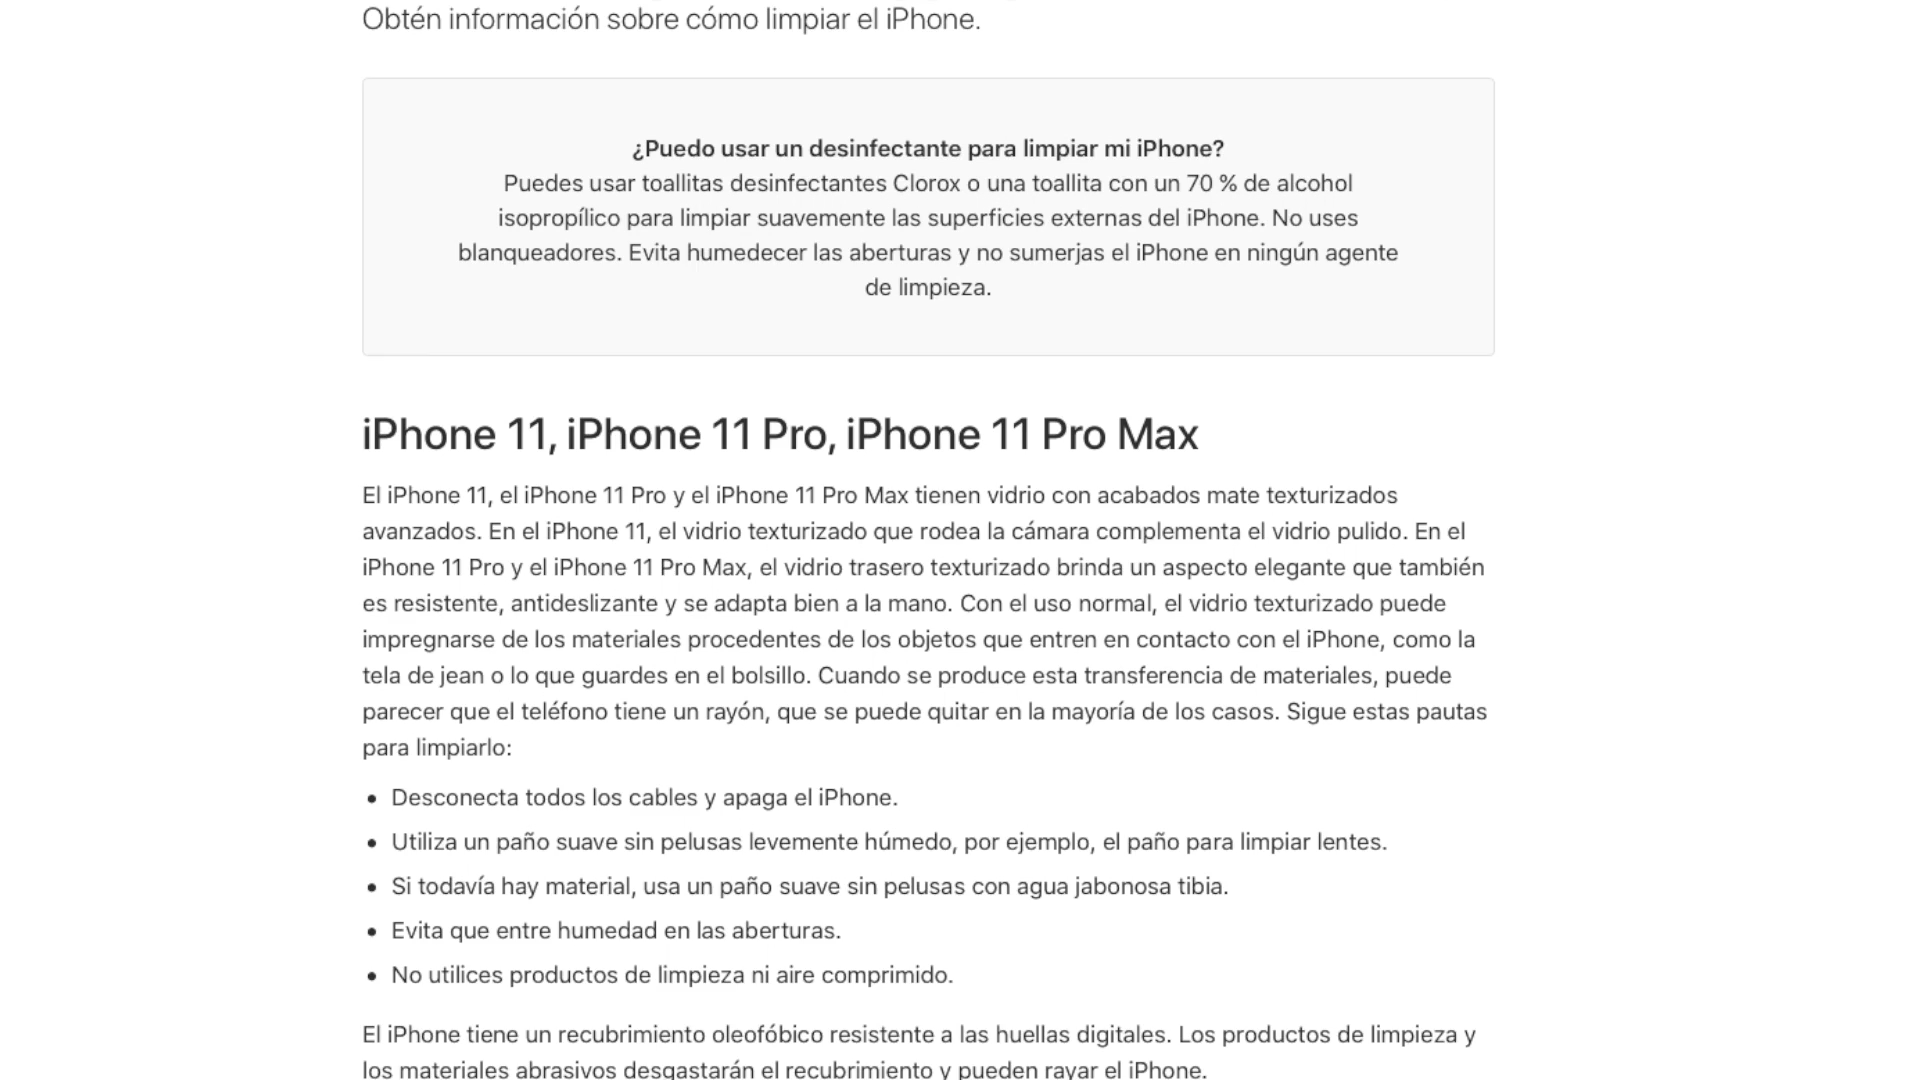 Obtén información sobre cómo limpiar el iPhone.
¿Puedo usar un desinfectante para limpiar mi iPhone?
Puedes usar toallitas desinfectantes Clorox o una toallita con un 70 % de alcohol
isopropílico para limpiar suavemente las superficies externas del iPhone. No uses
blanqueadores. Evita humedecer las aberturas y no sumerjas el iPhone en ningún agente
de limpieza.
iPhone 11, iPhone 11 Pro, iPhone 11 Pro Max
El iPhone 11, el iPhone 11 Pro y el iPhone 11 Pro Max tienen vidrio con acabados mate texturizados
avanzados. En el iPhone 11, el vidrio texturizado que rodea la cámara complementa el vidrio pulido. En el
iPhone 11 Pro y el iPhone 11 Pro Max, el vidrio trasero texturizado brinda un aspecto elegante que también
es resistente, antideslizante y se adapta bien a la mano. Con el uso normal, el vidrio texturizado puede
impregnarse de los materiales procedentes de los objetos que entren en contacto con el iPhone, como la
tela de jean o lo que guardes en el bolsillo. Cuando se produce esta transferencia de materiales, puede
parecer que el teléfono tiene un rayón, que se puede quitar en la mayoría de los casos. Sigue estas pautas
para limpiarlo:
• Desconecta todos los cables y apaga el iPhone.
• Utiliza un paño suave sin pelusas levemente húmedo, por ejemplo, el paño para limpiar lentes.
• Si todavía hay material, usa un paño suave sin pelusas con agua jabonosa tibia.
• Evita que entre humedad en las aberturas.
• No utilices productos de limpieza ni aire comprimido.
El iPhone tiene un recubrimiento oleofóbico resistente a las huellas digitales. Los productos de limpieza y
los materiales abrasivos desgastarán el recubrimiento y pueden rayar el iPhone.